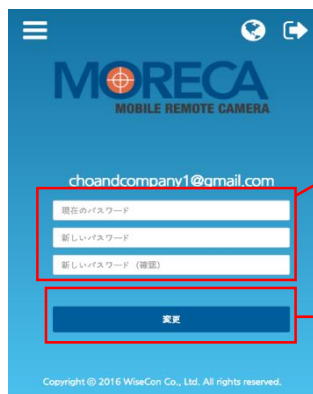 MORECA
MOBILE REMOTE CAMERA
choandcompany1@gmail.com
現在のパスワード
新しいパスワード
新しいパスワード (確認)
変更
Copyright © 2016 WiseCon Co., Ltd. All rights reserved.